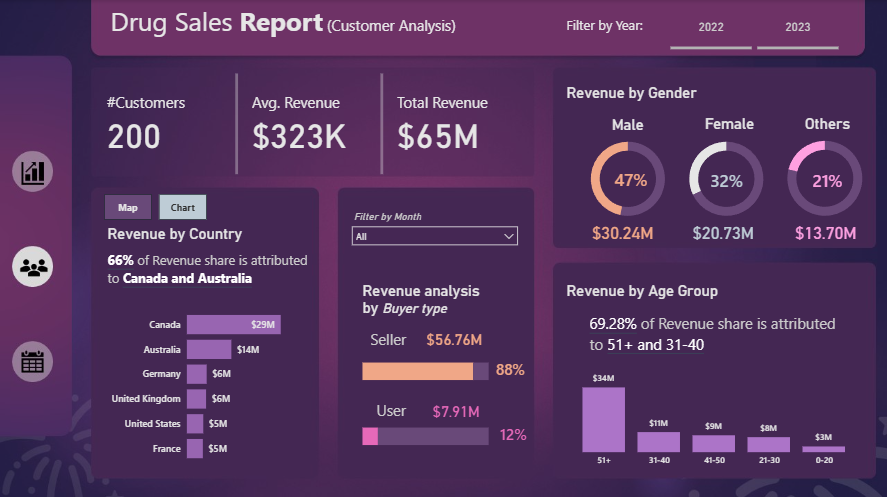 Drug Sales Report (Customer Analysis)
Filter by Year:
2022
2023
#Customers
200
Avg. Revenue
$323K
Total Revenue
$65M
Revenue by Gender
Male
Female
Others
47%
32%
21%
$30.24M
$20.73M
$13.70M
Map
Chart
Revenue by Country
66% of Revenue share is attributed
to Canada and Australia
Canada
$29M
Australia
$14M
Germany
$6M
United Kingdom
$6M
United States
$5M
France
$5M
Filter by Month
All
Revenue analysis
by Buyer type
Seller
$56.76M
88%
User
$7.91M
12%
Revenue by Age Group
69.28% of Revenue share is attributed
to 51+ and 31-40
$34M
$11M
$9M
$8M
$3M
51+
31-40
41-50
21-30
0-20